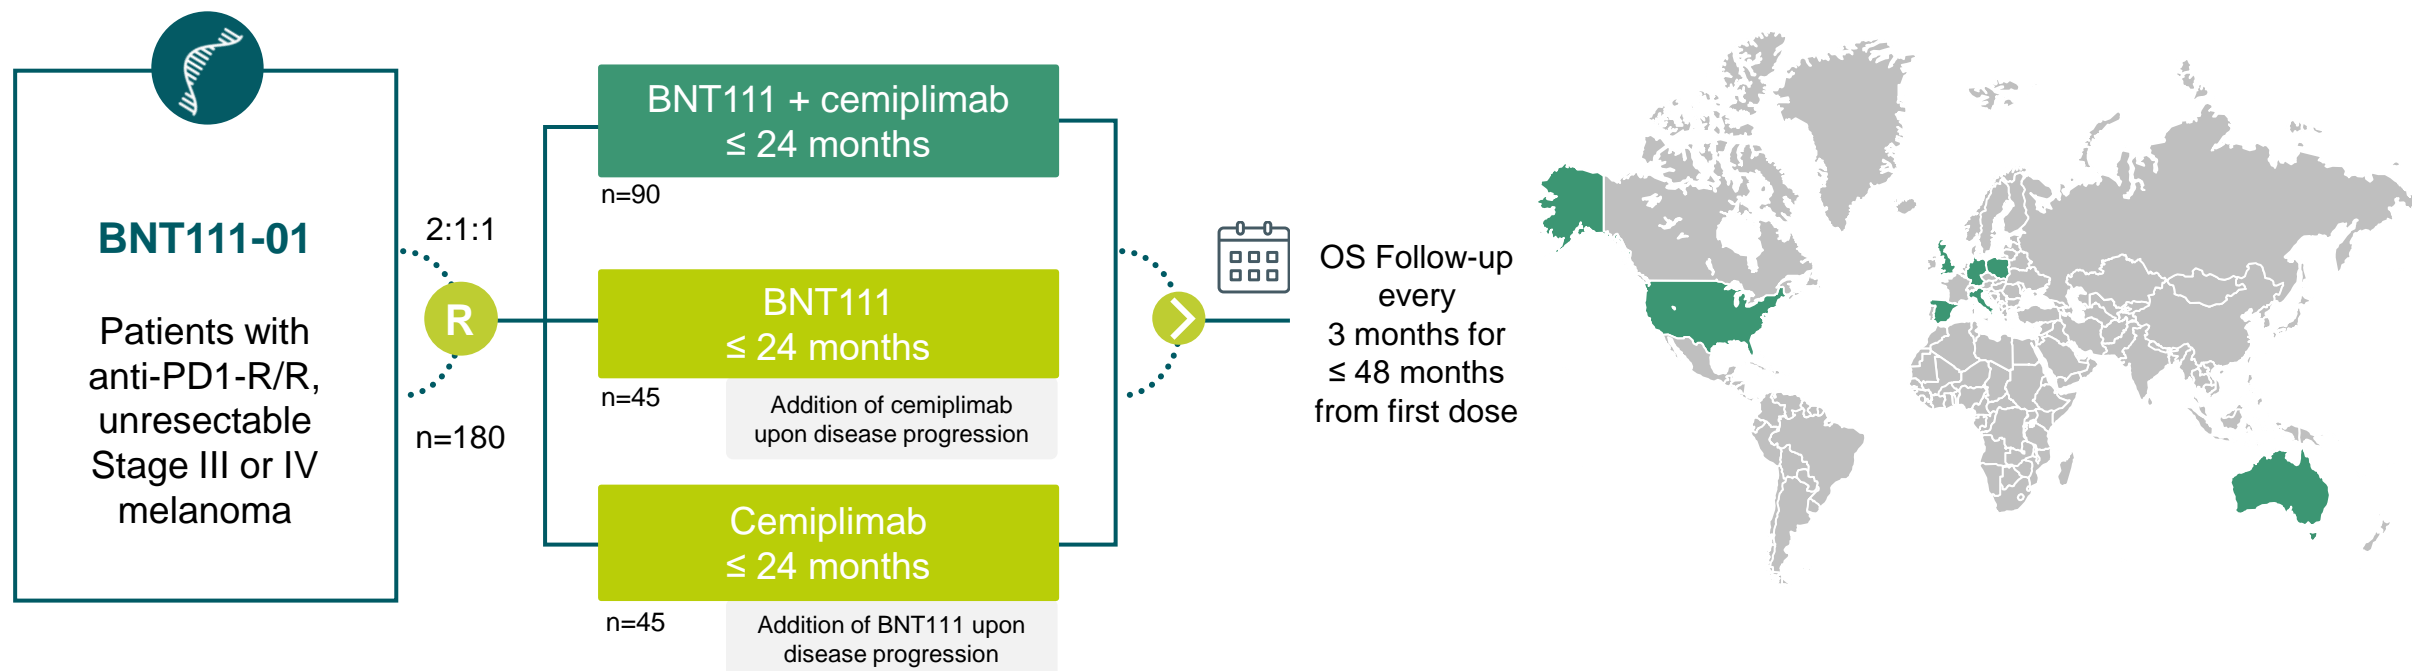 BNT111-01
Patients with
anti-PD1-R/R,
unresectable
Stage III or IV
melanoma
2:1:1
R
n=180
BNT111 + cemiplimab
≤ 24 months
n=90
BNT111
≤ 24 months
n=45
Addition of cemiplimab
upon disease progression
Cemiplimab
≤ 24 months
n=45
Addition of BNT111 upon
disease progression
OS Follow-up
every
3 months for
≤ 48 months
from first dose